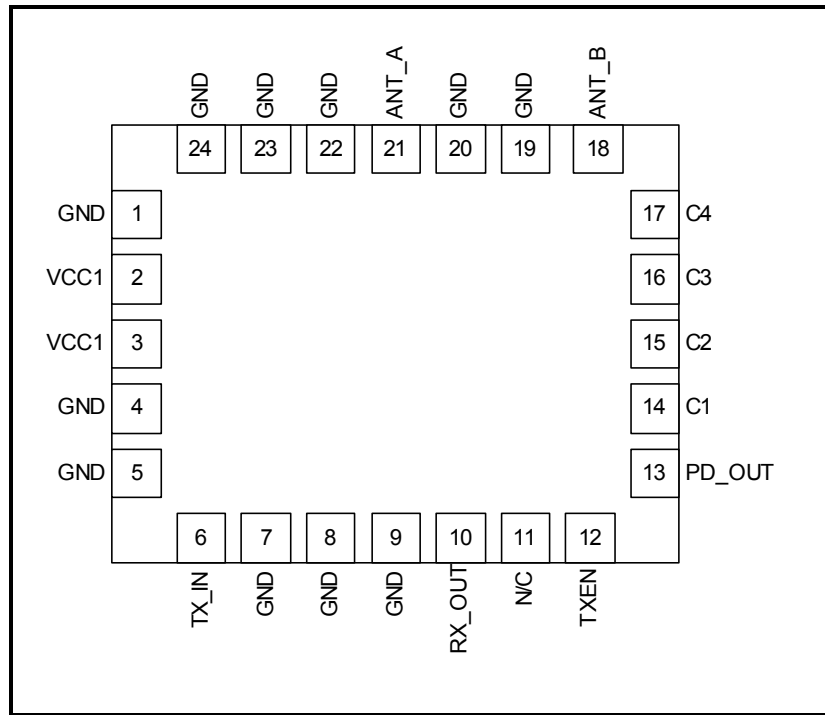 GND GND GND ANT_A GND GND ANT_B
24 23 22 21 20 19 18
GND 1 17 C4
VCC1 2 16 C3
VCC1 3 15 C2
GND 4 14 C1
GND 5 13 PD_OUT
6 7 8 9 10 11 12
TX_IN GND GND GND RX_OUT N/C TXEN